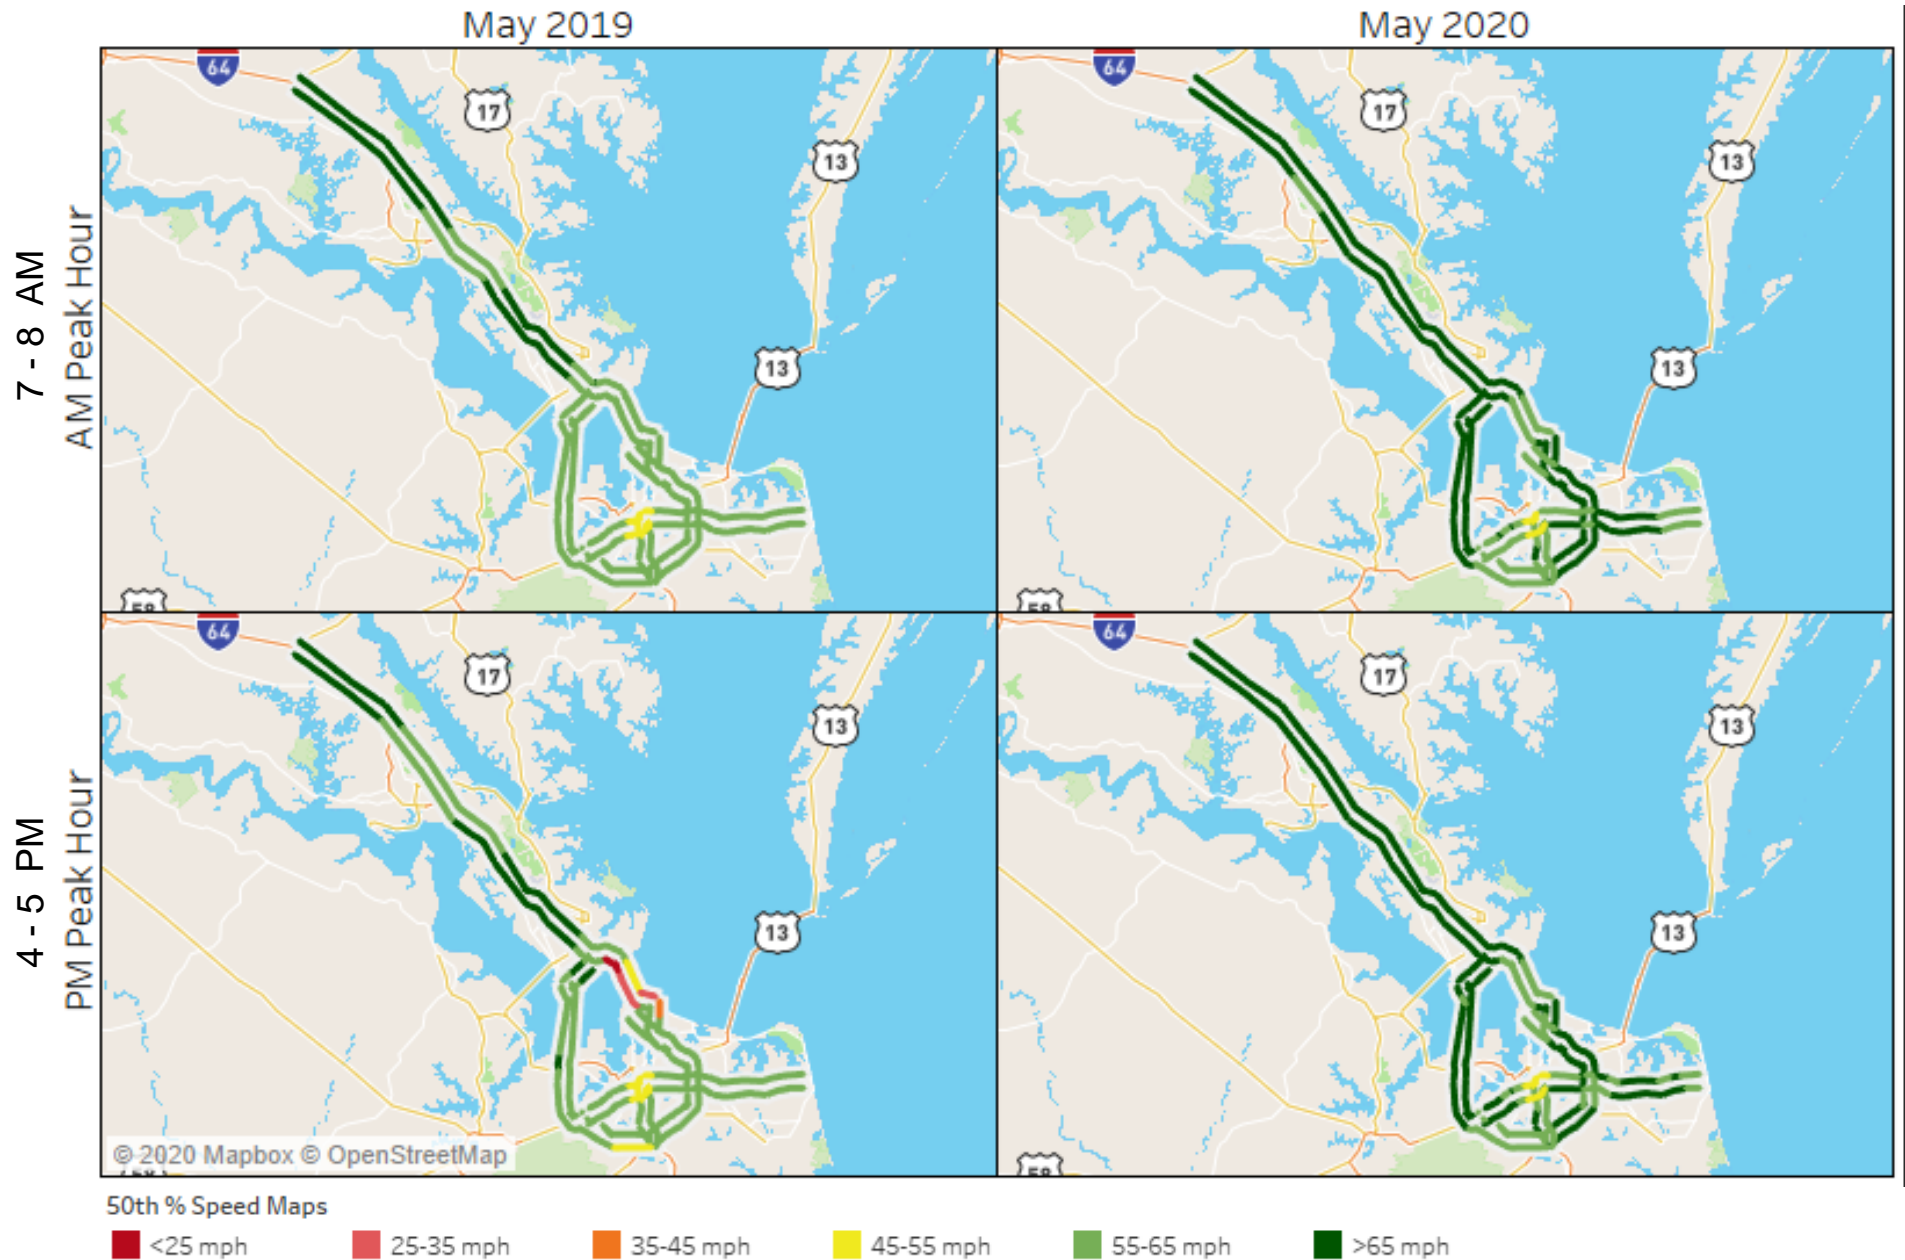 May 2019
May 2020
7 - 8 AM
AM Peak Hour
64
17
13
13
64
17
13
13
4 - 5 PM
PM Peak Hour
64
17
13
13
© 2020 Mapbox © OpenStreetMap
64
17
13
13
50th % Speed Maps
<25 mph
25-35 mph
35-45 mph
45-55 mph
55-65 mph
>65 mph